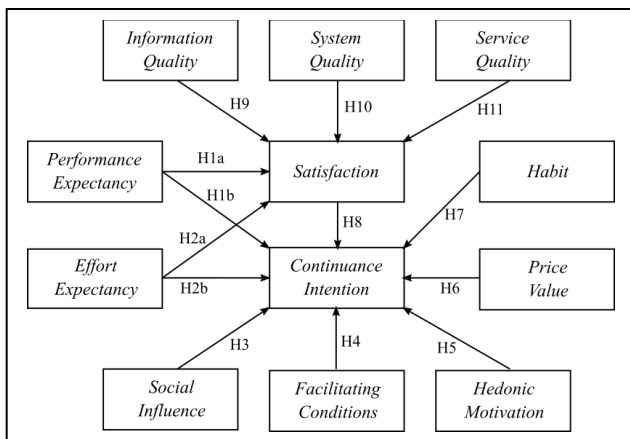 Information
Quality
System
Quality
Service
Quality
H9
H10
H11
Performance
Expectancy
H1a
Satisfaction
Habit
H1b
H8
H7
H2a
Effort
Expectancy
H2b
Continuance
Intention
H6
Price
Value
H3
H4
H5
Social
Influence
Facilitating
Conditions
Hedonic
Motivation